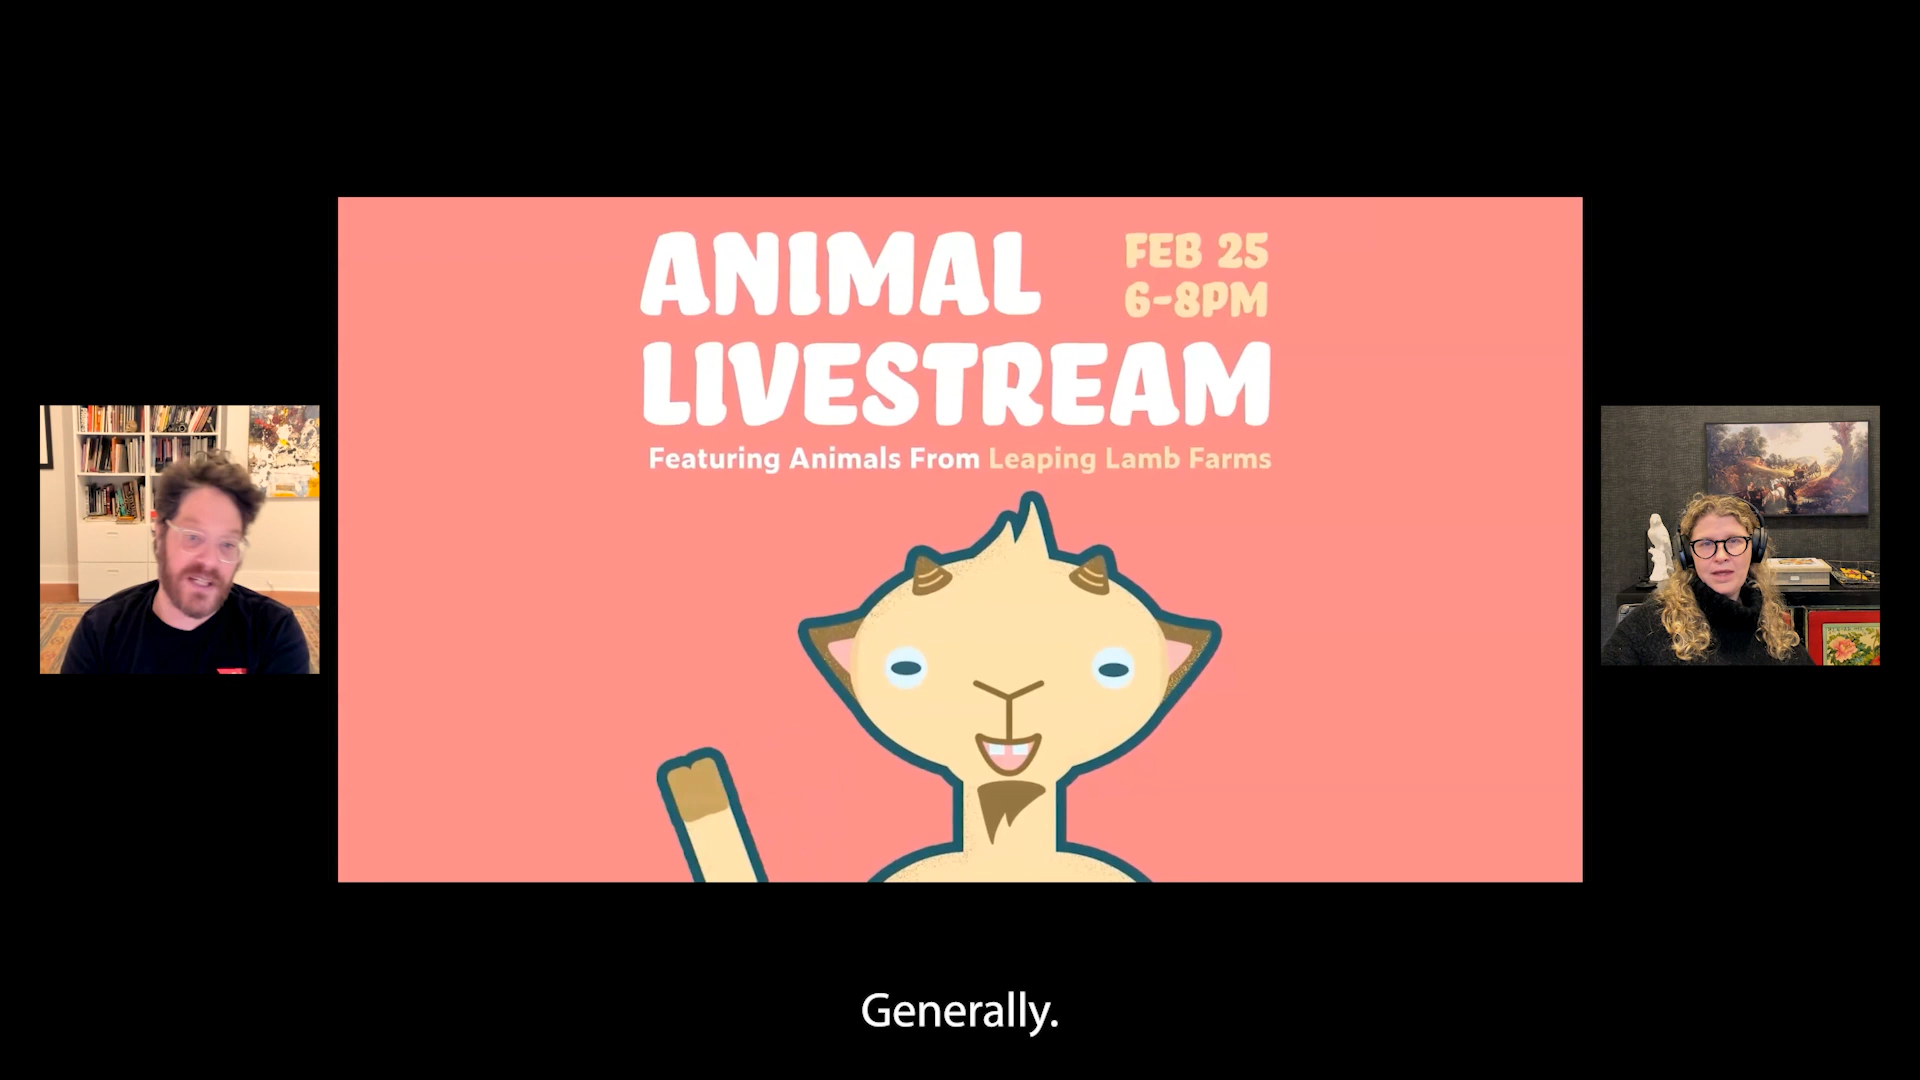 ANIMAL
LIVESTREAM
FEB 25
6-8PM
Featuring Animals From Leaping Lamb Farms
Generally.